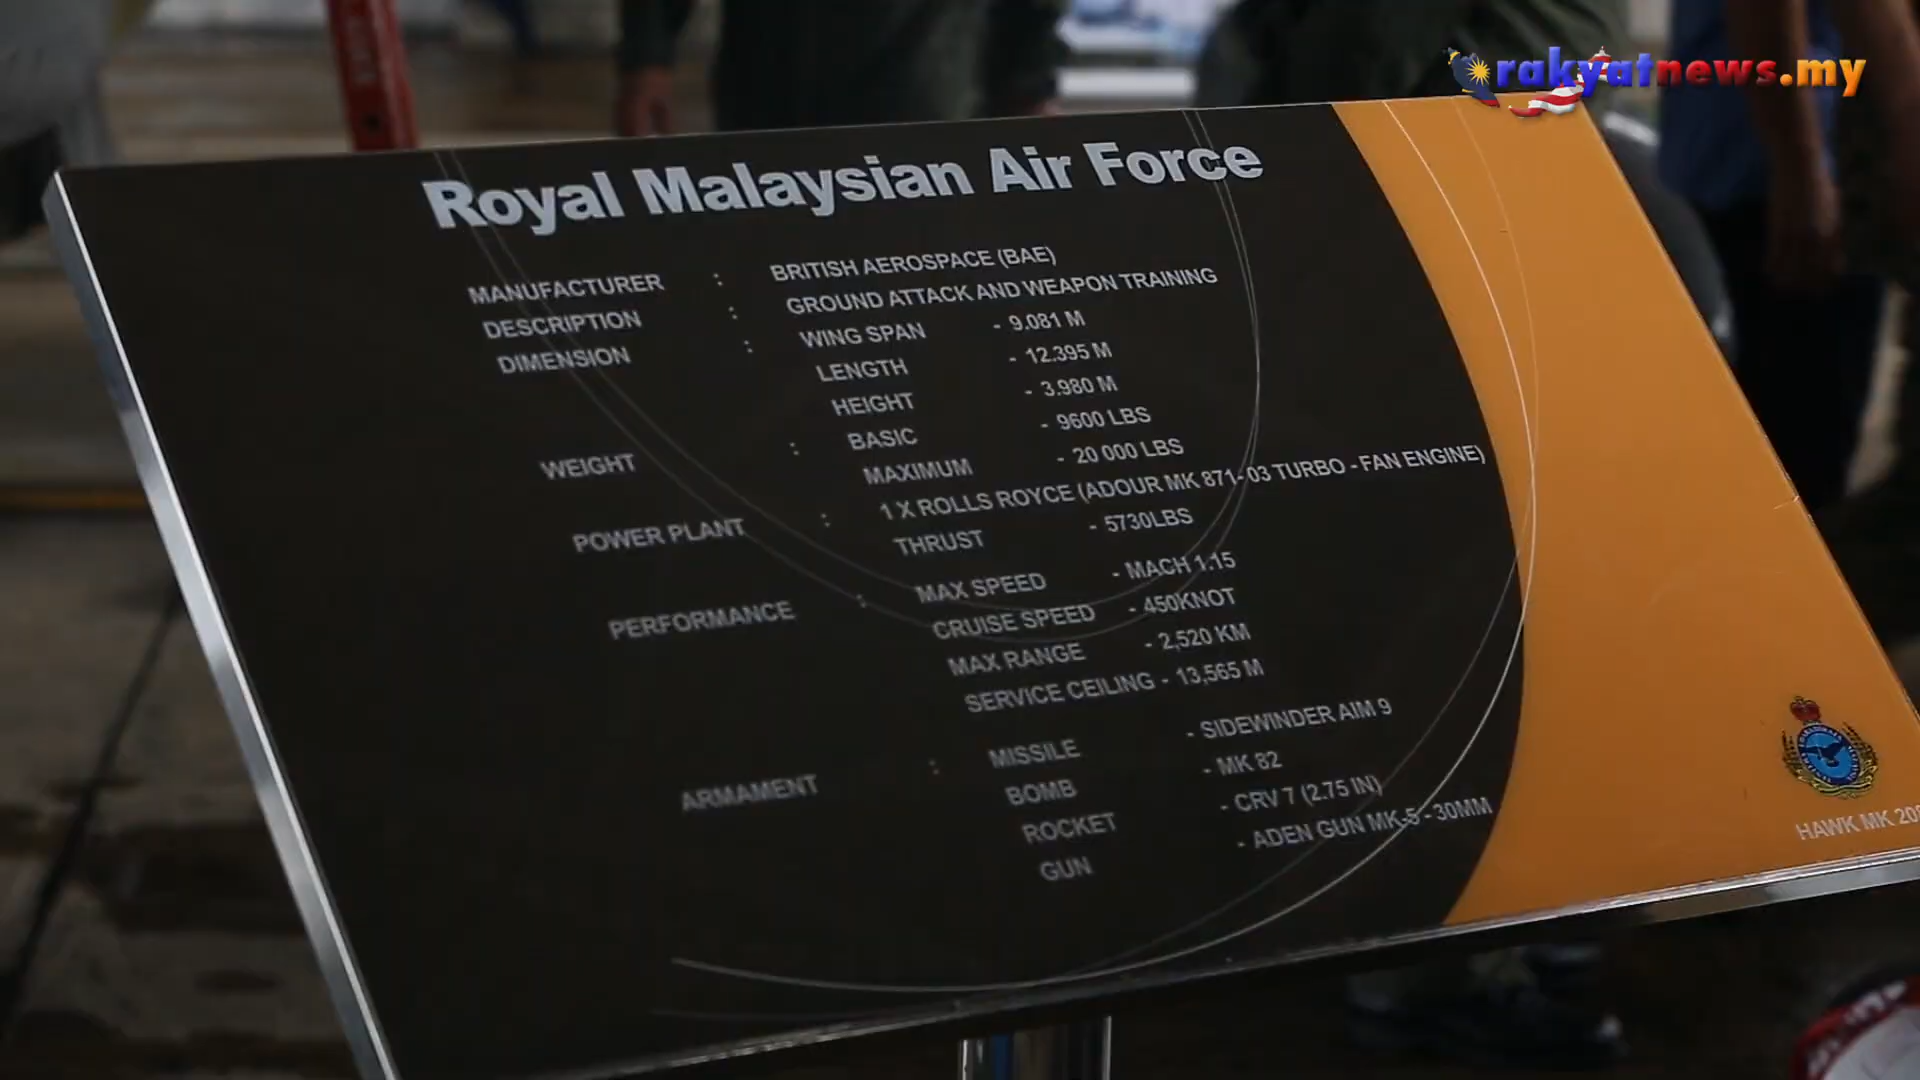 rakyatnews.my
Royal Malaysian Air Force
MANUFACTURER : BRITISH AEROSPACE (BAE)
DESCRIPTION : GROUND ATTACK AND WEAPON TRAINING
DIMENSION : WING SPAN - 9.081 M
LENGTH - 12.395 M
HEIGHT - 3.980 M
WEIGHT : BASIC - 9600 LBS
MAXIMUM - 20 000 LBS
POWER PLANT : 1 X ROLLS ROYCE (ADOUR MK 871- 03 TURBO - FAN ENGINE)
THRUST - 5730LBS
PERFORMANCE : MAX SPEED - MACH 1.15
CRUISE SPEED - 450KNOT
MAX RANGE - 2,520 KM
SERVICE CEILING - 13,565 M
ARMAMENT : MISSILE - SIDEWINDER AIM 9
BOMB - MK 82
ROCKET - CRV 7 (2.75 IN)
GUN - ADEN GUN MK-5 - 30MM
HAWK MK